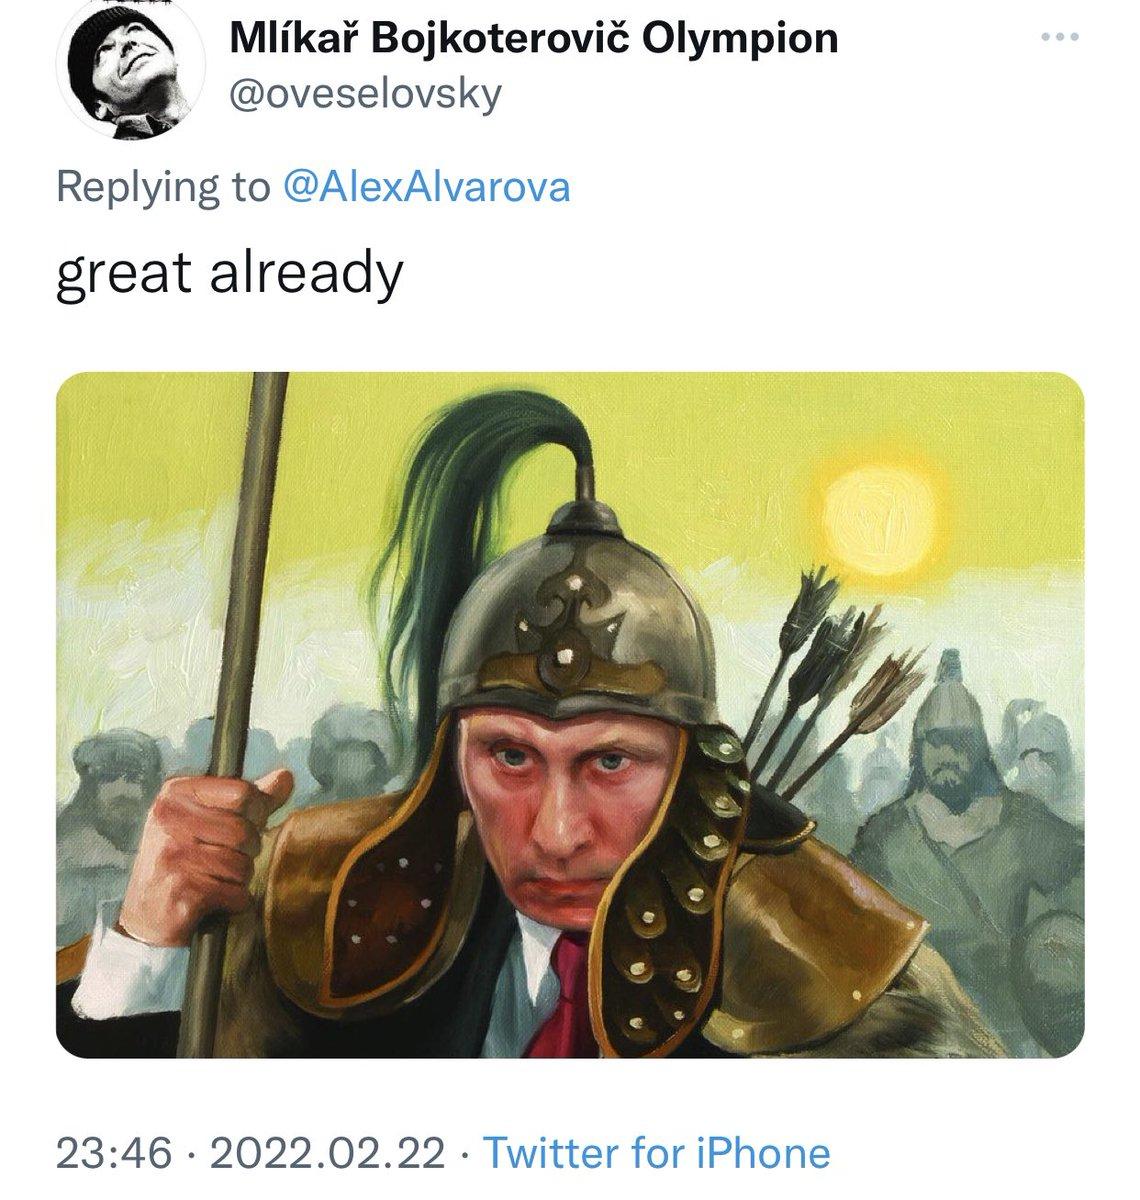 Mlíkař Bojkoterovič Olympion
@oveselovsky
Replying to @AlexAlvarova
great already
23:46 · 2022.02.22 · Twitter for iPhone